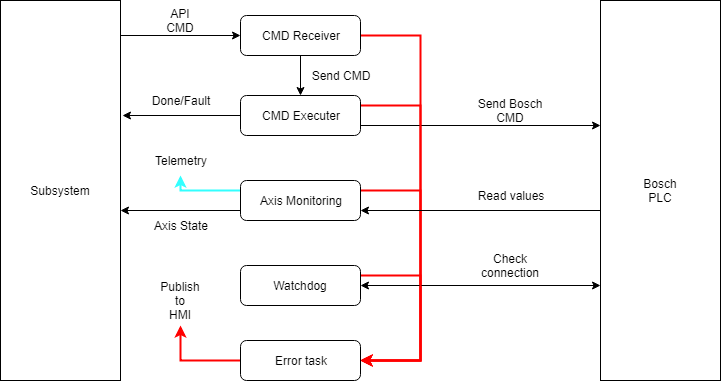 API
CMD
CMD Receiver
Send CMD
Done/Fault
CMD Executer
Send Bosch
CMD
Telemetry
Subsystem
Axis Monitoring
Read values
Bosch
PLC
Axis State
Check
connection
Watchdog
Publish
to
HMI
Error task